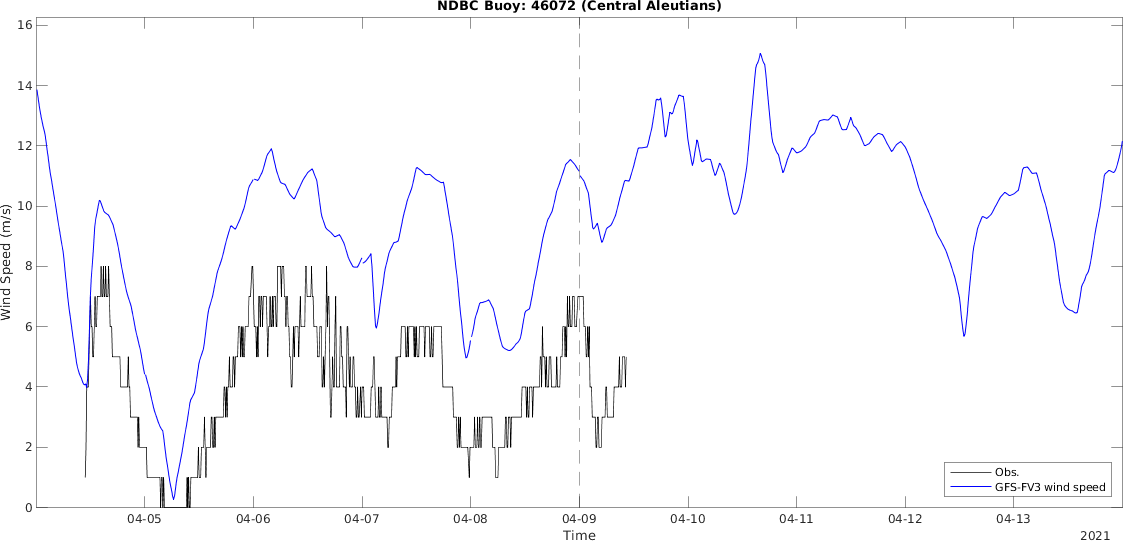 NDBC Buoy: 46072 (Central Aleutians)
16
14
12
10
8
6
4
2
0
Wind Speed (m/s)
Obs.
GFS-FV3 wind speed
04-05 04-06 04-07 04-08 04-09 04-10 04-11 04-12 04-13
Time
2021